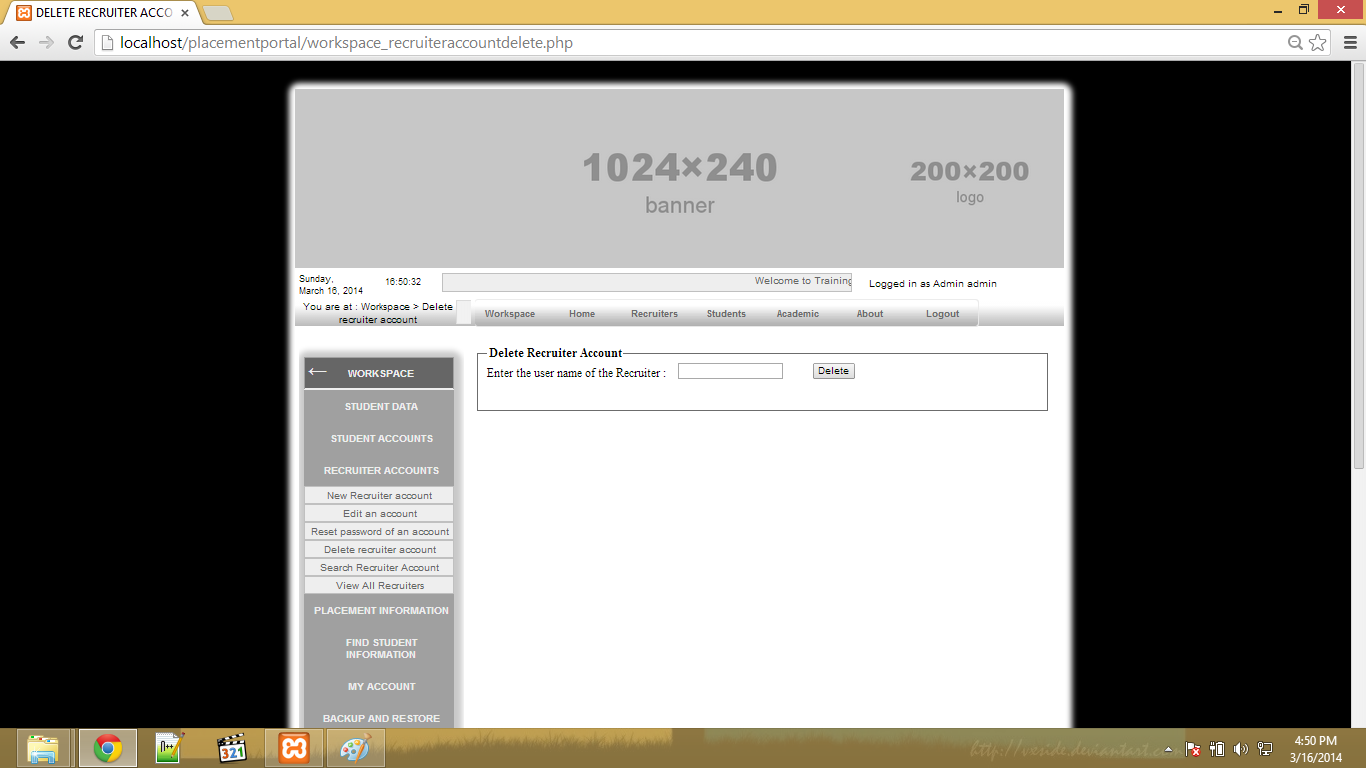 DELETE RECRUITER ACCO
localhost/placementportal/workspace_recruiteraccountdelete.php
1024×240
banner
200×200
logo
Sunday,
March 16, 2014
16:50:32
Welcome to Training
Logged in as Admin admin
You are at : Workspace > Delete
recruiter account
Workspace Home Recruiters Students Academic About Logout
← WORKSPACE
STUDENT DATA
STUDENT ACCOUNTS
RECRUITER ACCOUNTS
New Recruiter account
Edit an account
Reset password of an account
Delete recruiter account
Search Recruiter Account
View All Recruiters
PLACEMENT INFORMATION
FIND STUDENT
INFORMATION
MY ACCOUNT
BACKUP AND RESTORE
Delete Recruiter Account
Enter the user name of the Recruiter :
Delete
321
http://vcside.deviantart.com
4:50 PM
3/16/2014